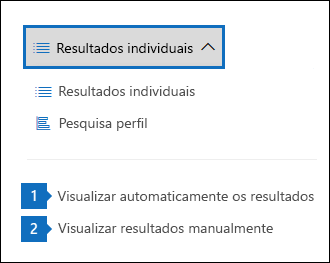 Resultados individuais
Resultados individuais
Pesquisa perfil
1 Visualizar automaticamente os resultados
2 Visualizar resultados manualmente